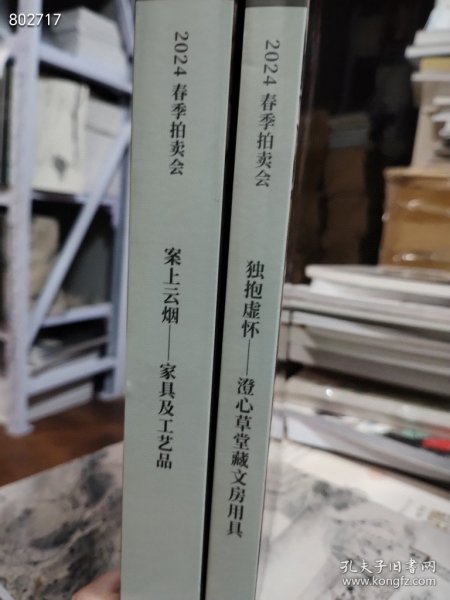 802717
2024 春季拍卖会
案上云烟——家具及工艺品
2024 春季拍卖会
独抱虚怀——澄心草堂藏文房用具
孔夫子旧书网
www.kongfz.com